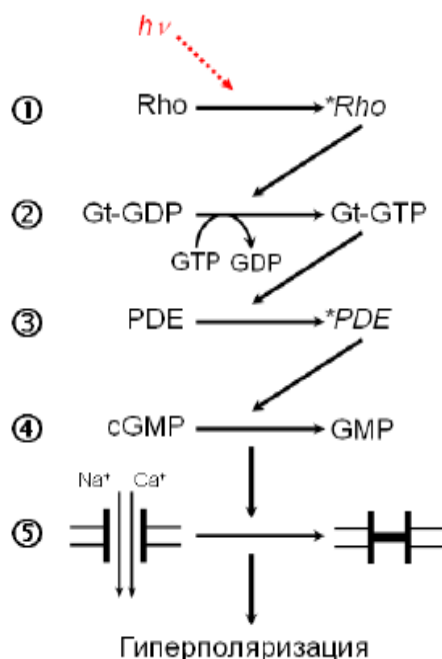 hν
① Rho *Rho
② Gt-GDP Gt-GTP
GTP GDP
③ PDE *PDE
④ cGMP GMP
Na⁺ Ca⁺
⑤
Гиперполяризация